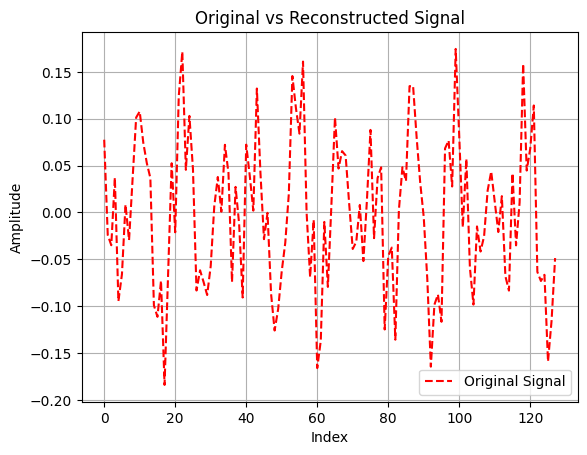 Original vs Reconstructed Signal
0.15
0.10
0.05
0.00
−0.05
−0.10
−0.15
−0.20
Amplitude
0 20 40 60 80 100 120
Index
Original Signal